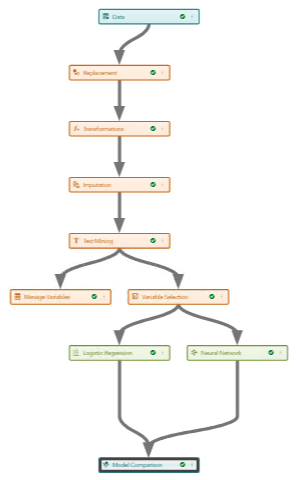 Data
Replacement
Transformations
Imputation
Text Mining
Manage Variables
Variable Selection
Logistic Regression
Neural Network
Model Comparison